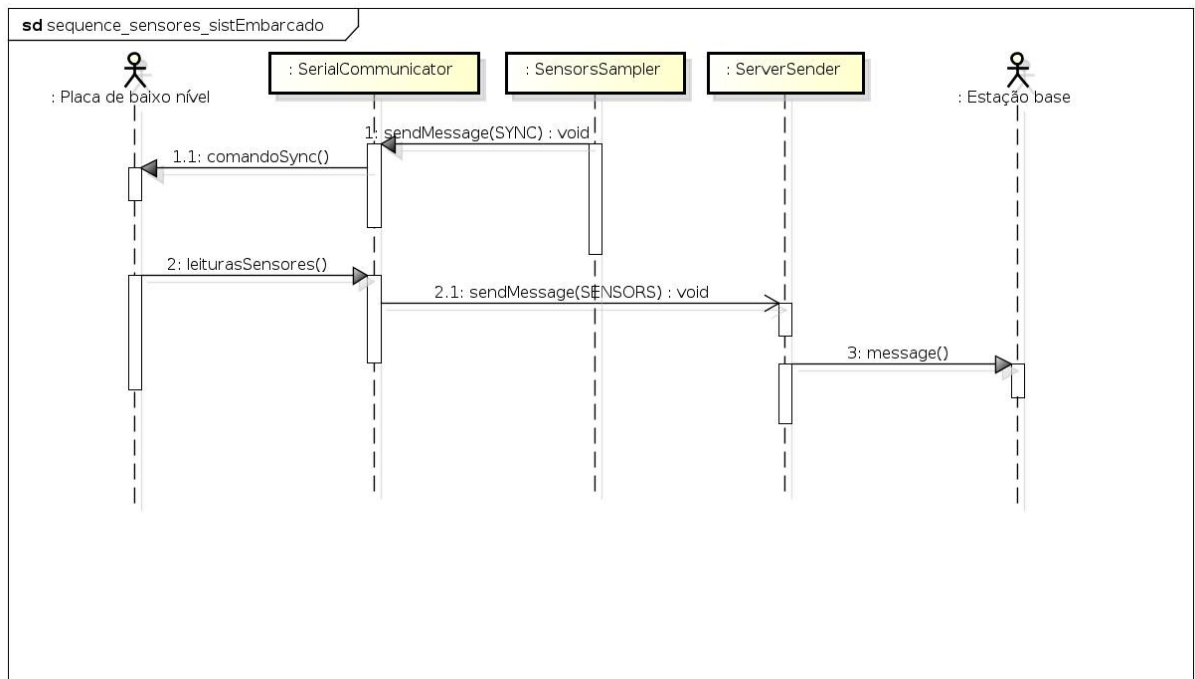 sd sequence_sensores_sistEmbarcado
: Placa de baixo nível
: SerialCommunicator
: SensorsSampler
: ServerSender
: Estação base
1: sendMessage(SYNC) : void
1.1: comandoSync()
2: leiturasSensores()
2.1: sendMessage(SENSORS) : void
3: message()